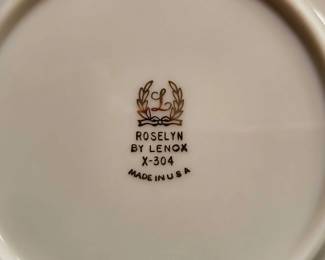 L
ROSELYN
BY LENOX
X-304
MADE IN U S A